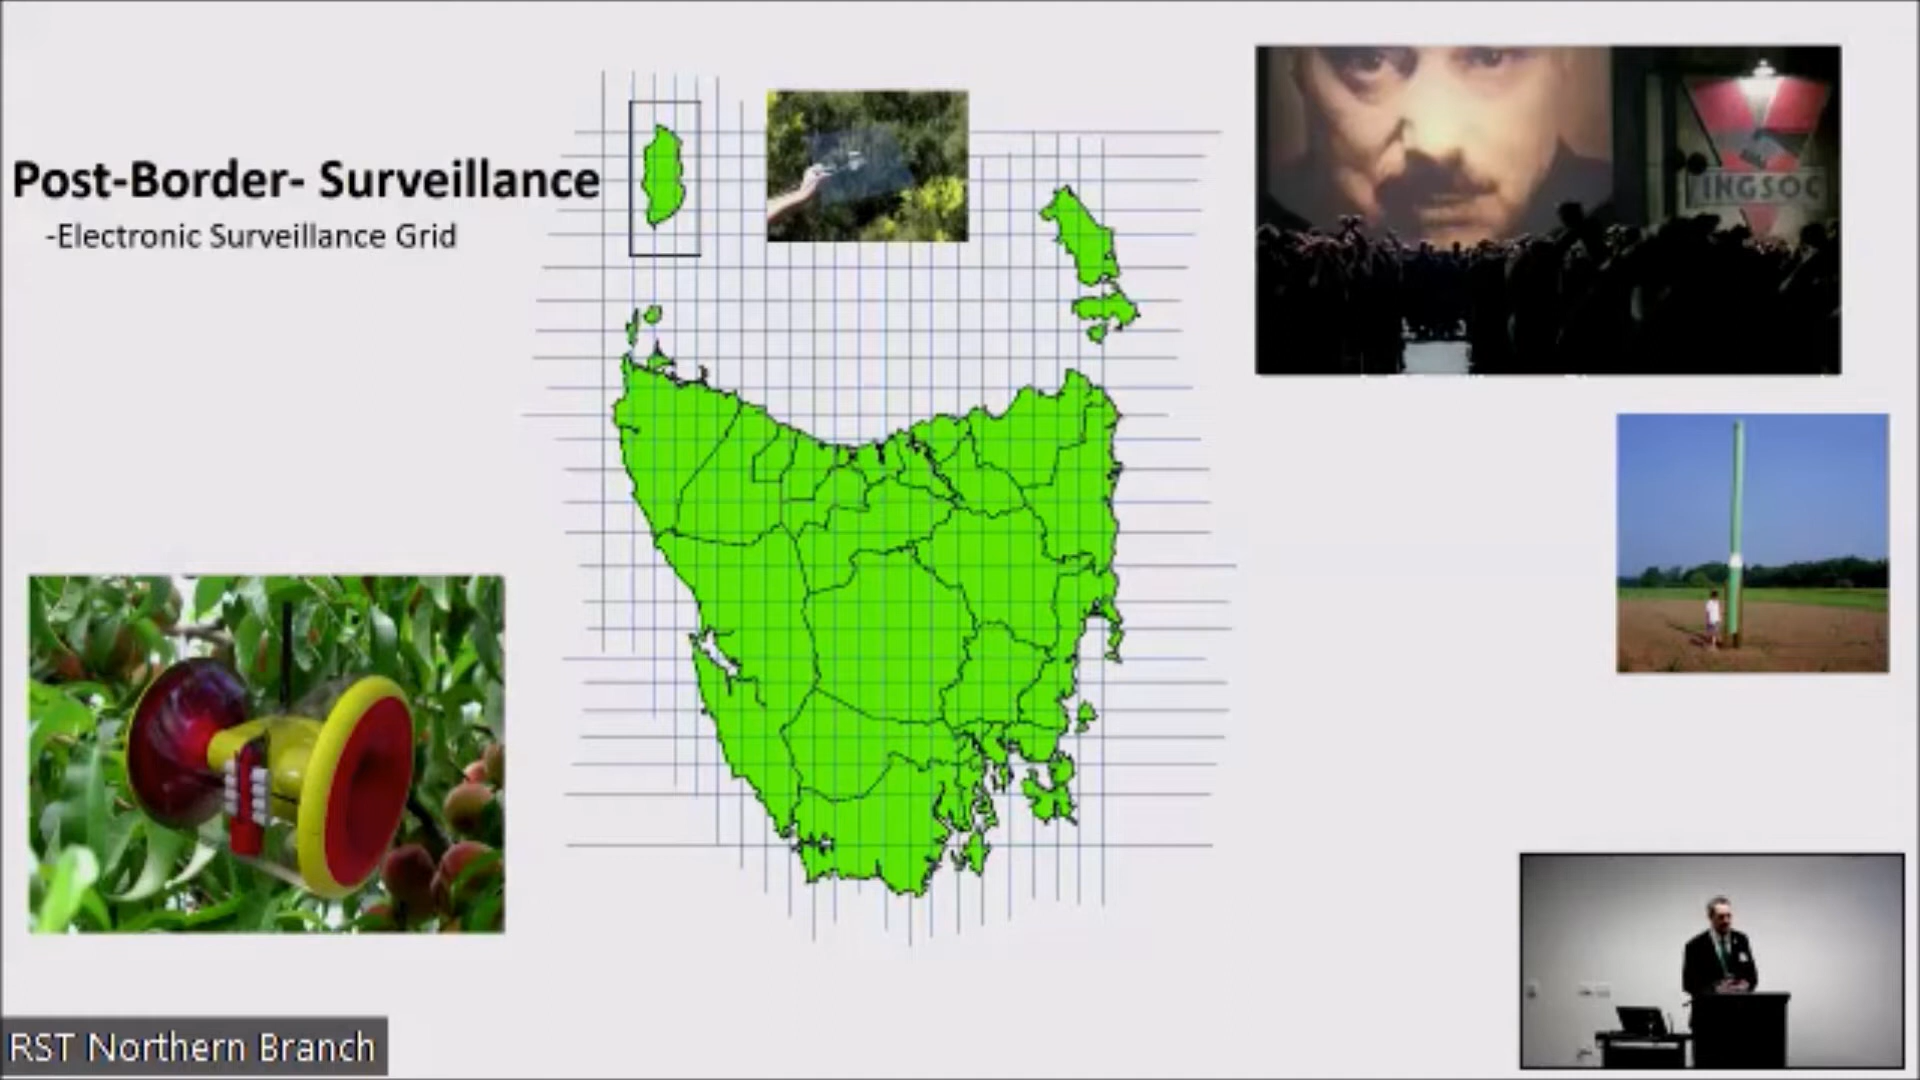 Post-Border- Surveillance
-Electronic Surveillance Grid
INGSOC
RST Northern Branch